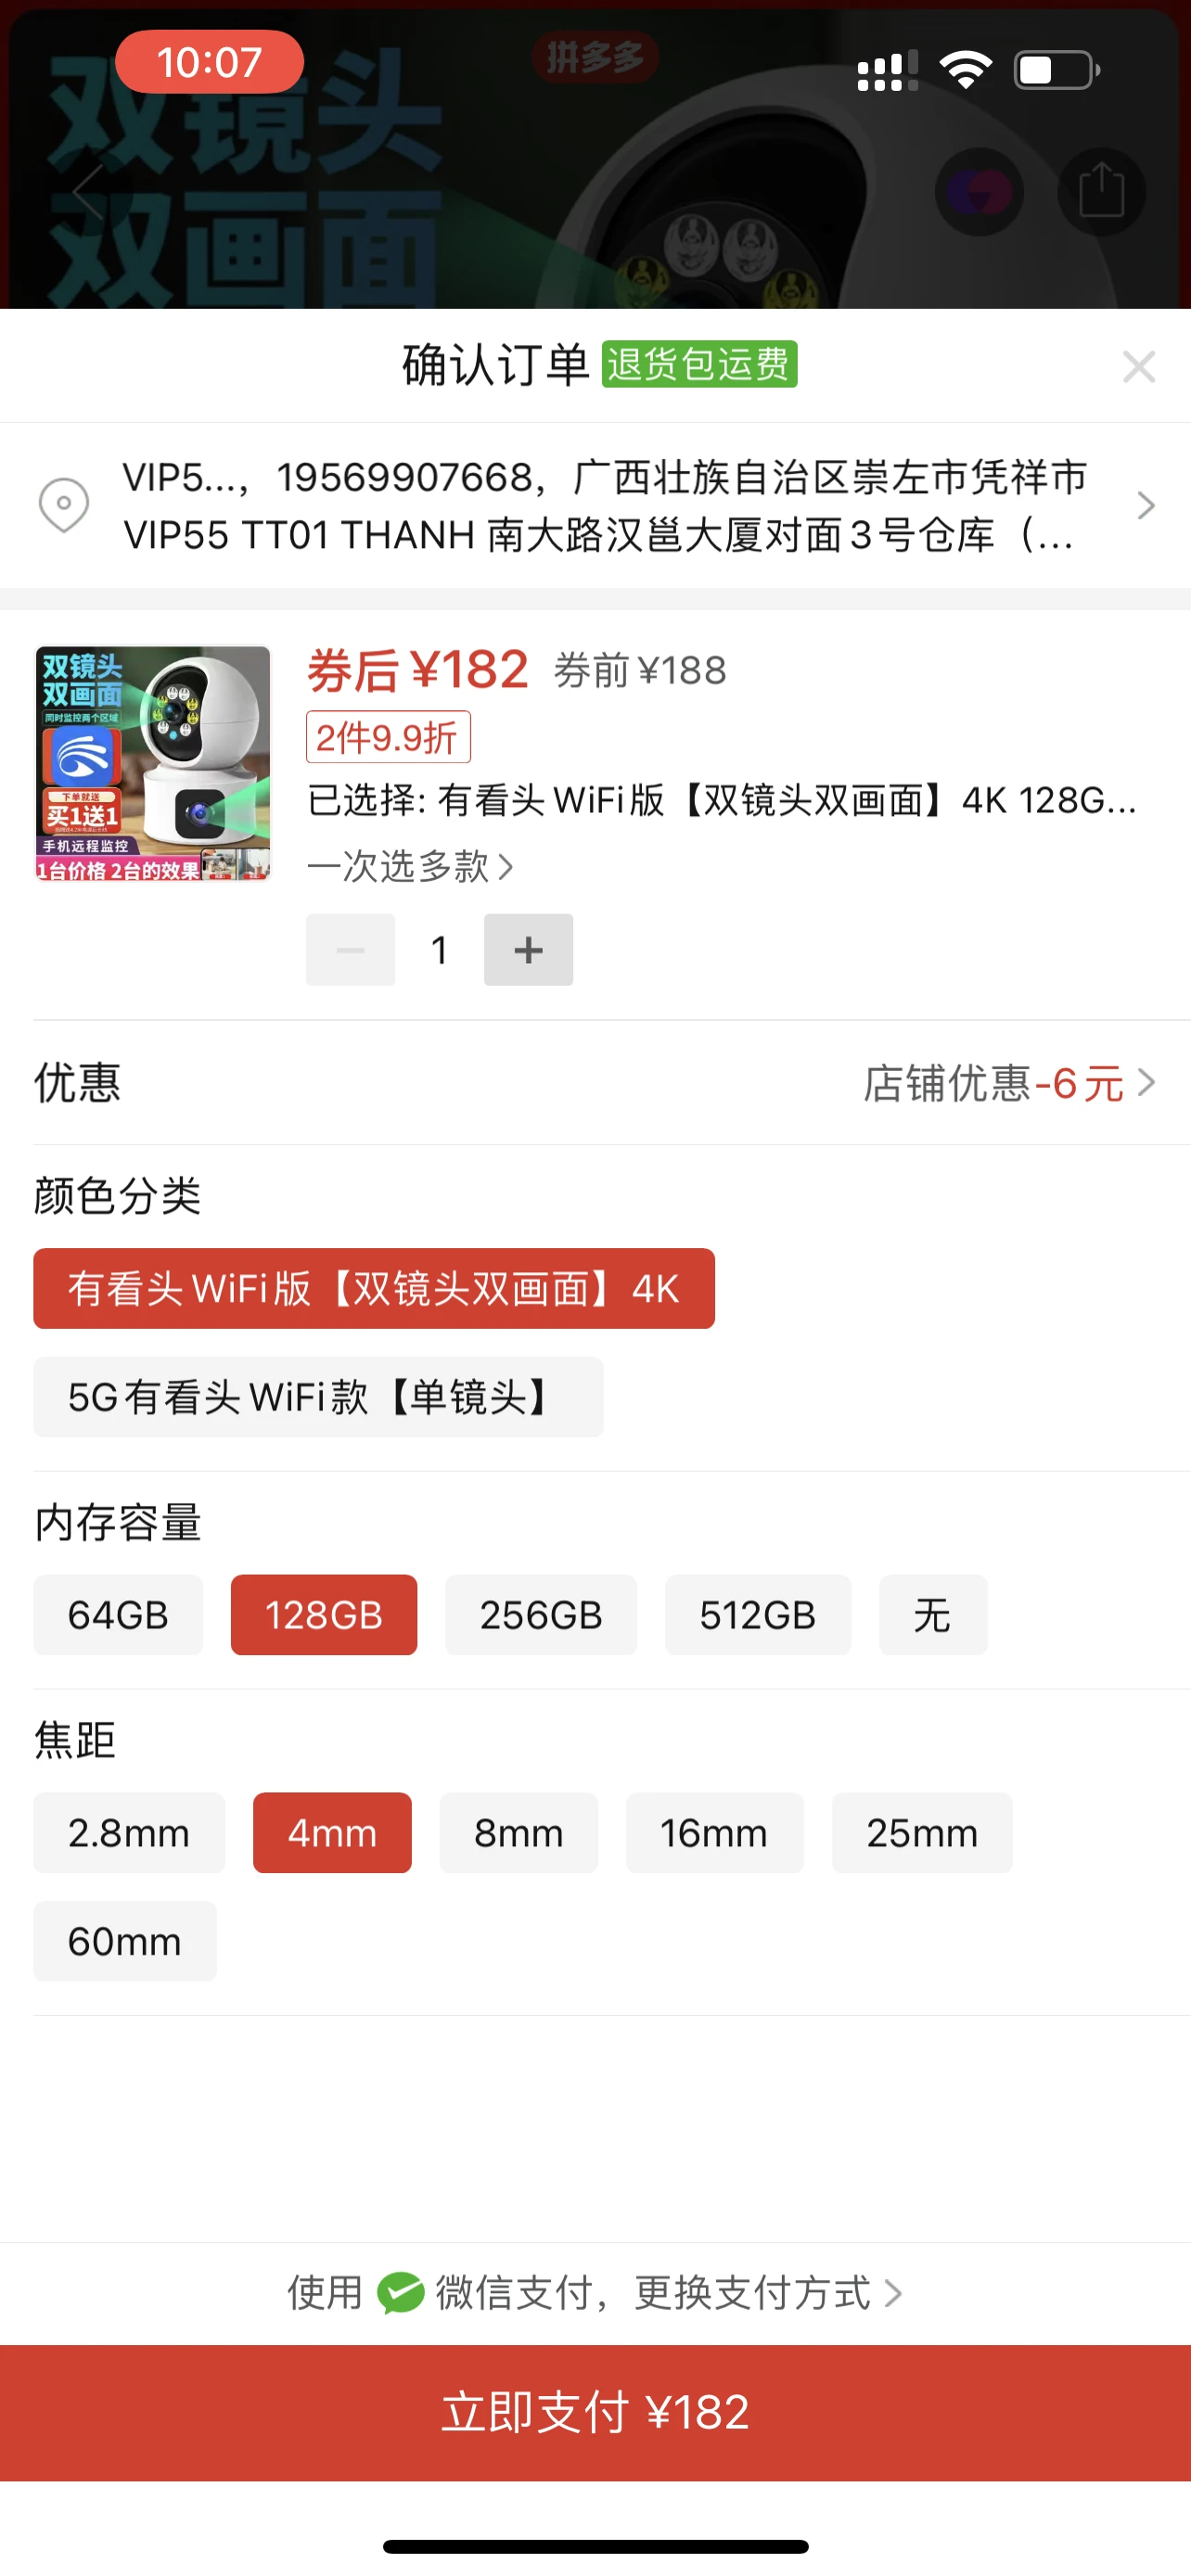 10:07
拼多多
双镜头
双画面
确认订单 退货包运费
VIP5...，19569907668，广西壮族自治区崇左市凭祥市
VIP55 TT01 THANH 南大路汉邕大厦对面3号仓库（...
双镜头
双画面
同时监控两个区域
下单就送
买1送1
手机远程监控
1台价格 2台的效果
券后 ¥182 券前 ¥188
2件9.9折
已选择: 有看头WiFi版【双镜头双画面】4K 128G...
一次选多款
1
优惠 店铺优惠-6元
颜色分类
有看头WiFi版【双镜头双画面】4K
5G有看头WiFi款【单镜头】
内存容量
64GB 128GB 256GB 512GB 无
焦距
2.8mm 4mm 8mm 16mm 25mm
60mm
使用 微信支付，更换支付方式
立即支付 ¥182